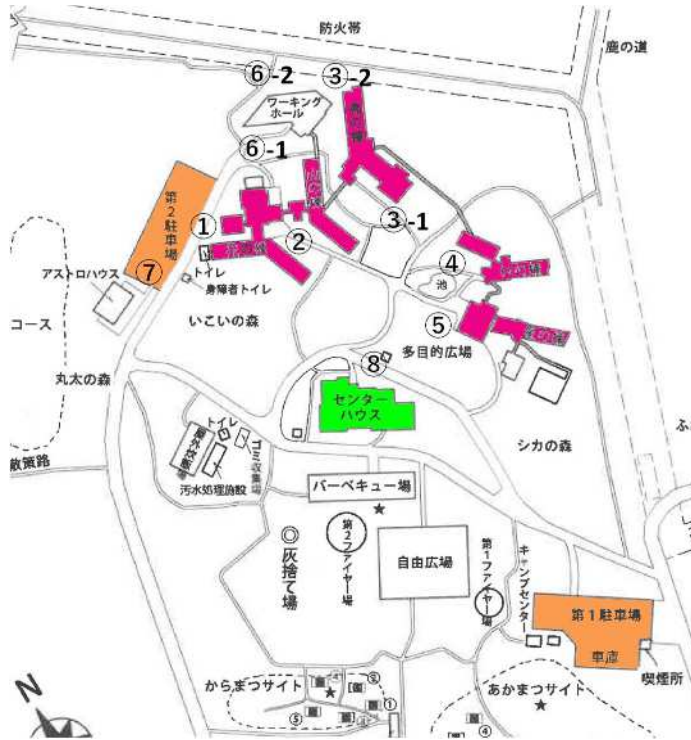 防火帯
鹿の道
⑥-2
③-2
ワーキング
ホール
⑥-1
第2駐車場
①
②
③-1
④
池
⑦
トイレ
アストロハウス
身障者トイレ
コース
いこいの森
⑤
多目的広場
⑧
丸太の森
センター
ハウス
シカの森
トイレ
ゴミ収集場
散策路
汚水処理施設
バーベキュー場
★
第2ファイヤー場
灰捨て場
自由広場
第1ファイヤー場
キャンプセンター
第1駐車場
車庫
喫煙所
からまつサイト
★
①
⑤
あかまつサイト
★
④
N